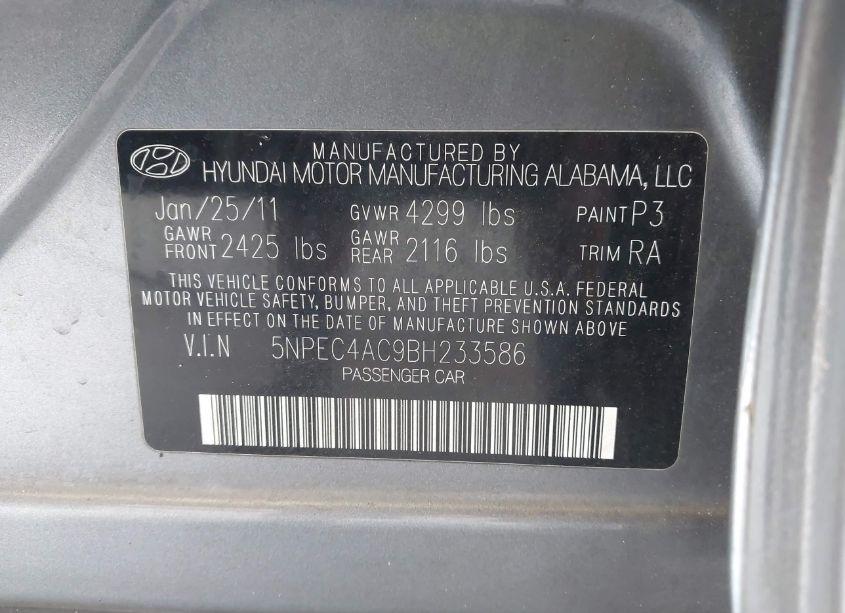 MANUFACTURED BY
HYUNDAI MOTOR MANUFACTURING ALABAMA, LLC
Jan/25/11 GVWR 4299 lbs PAINT P3
GAWR FRONT 2425 lbs GAWR REAR 2116 lbs TRIM RA
THIS VEHICLE CONFORMS TO ALL APPLICABLE U.S.A. FEDERAL
MOTOR VEHICLE SAFETY, BUMPER, AND THEFT PREVENTION STANDARDS
IN EFFECT ON THE DATE OF MANUFACTURE SHOWN ABOVE
V.I.N 5NPEC4AC9BH233586
PASSENGER CAR